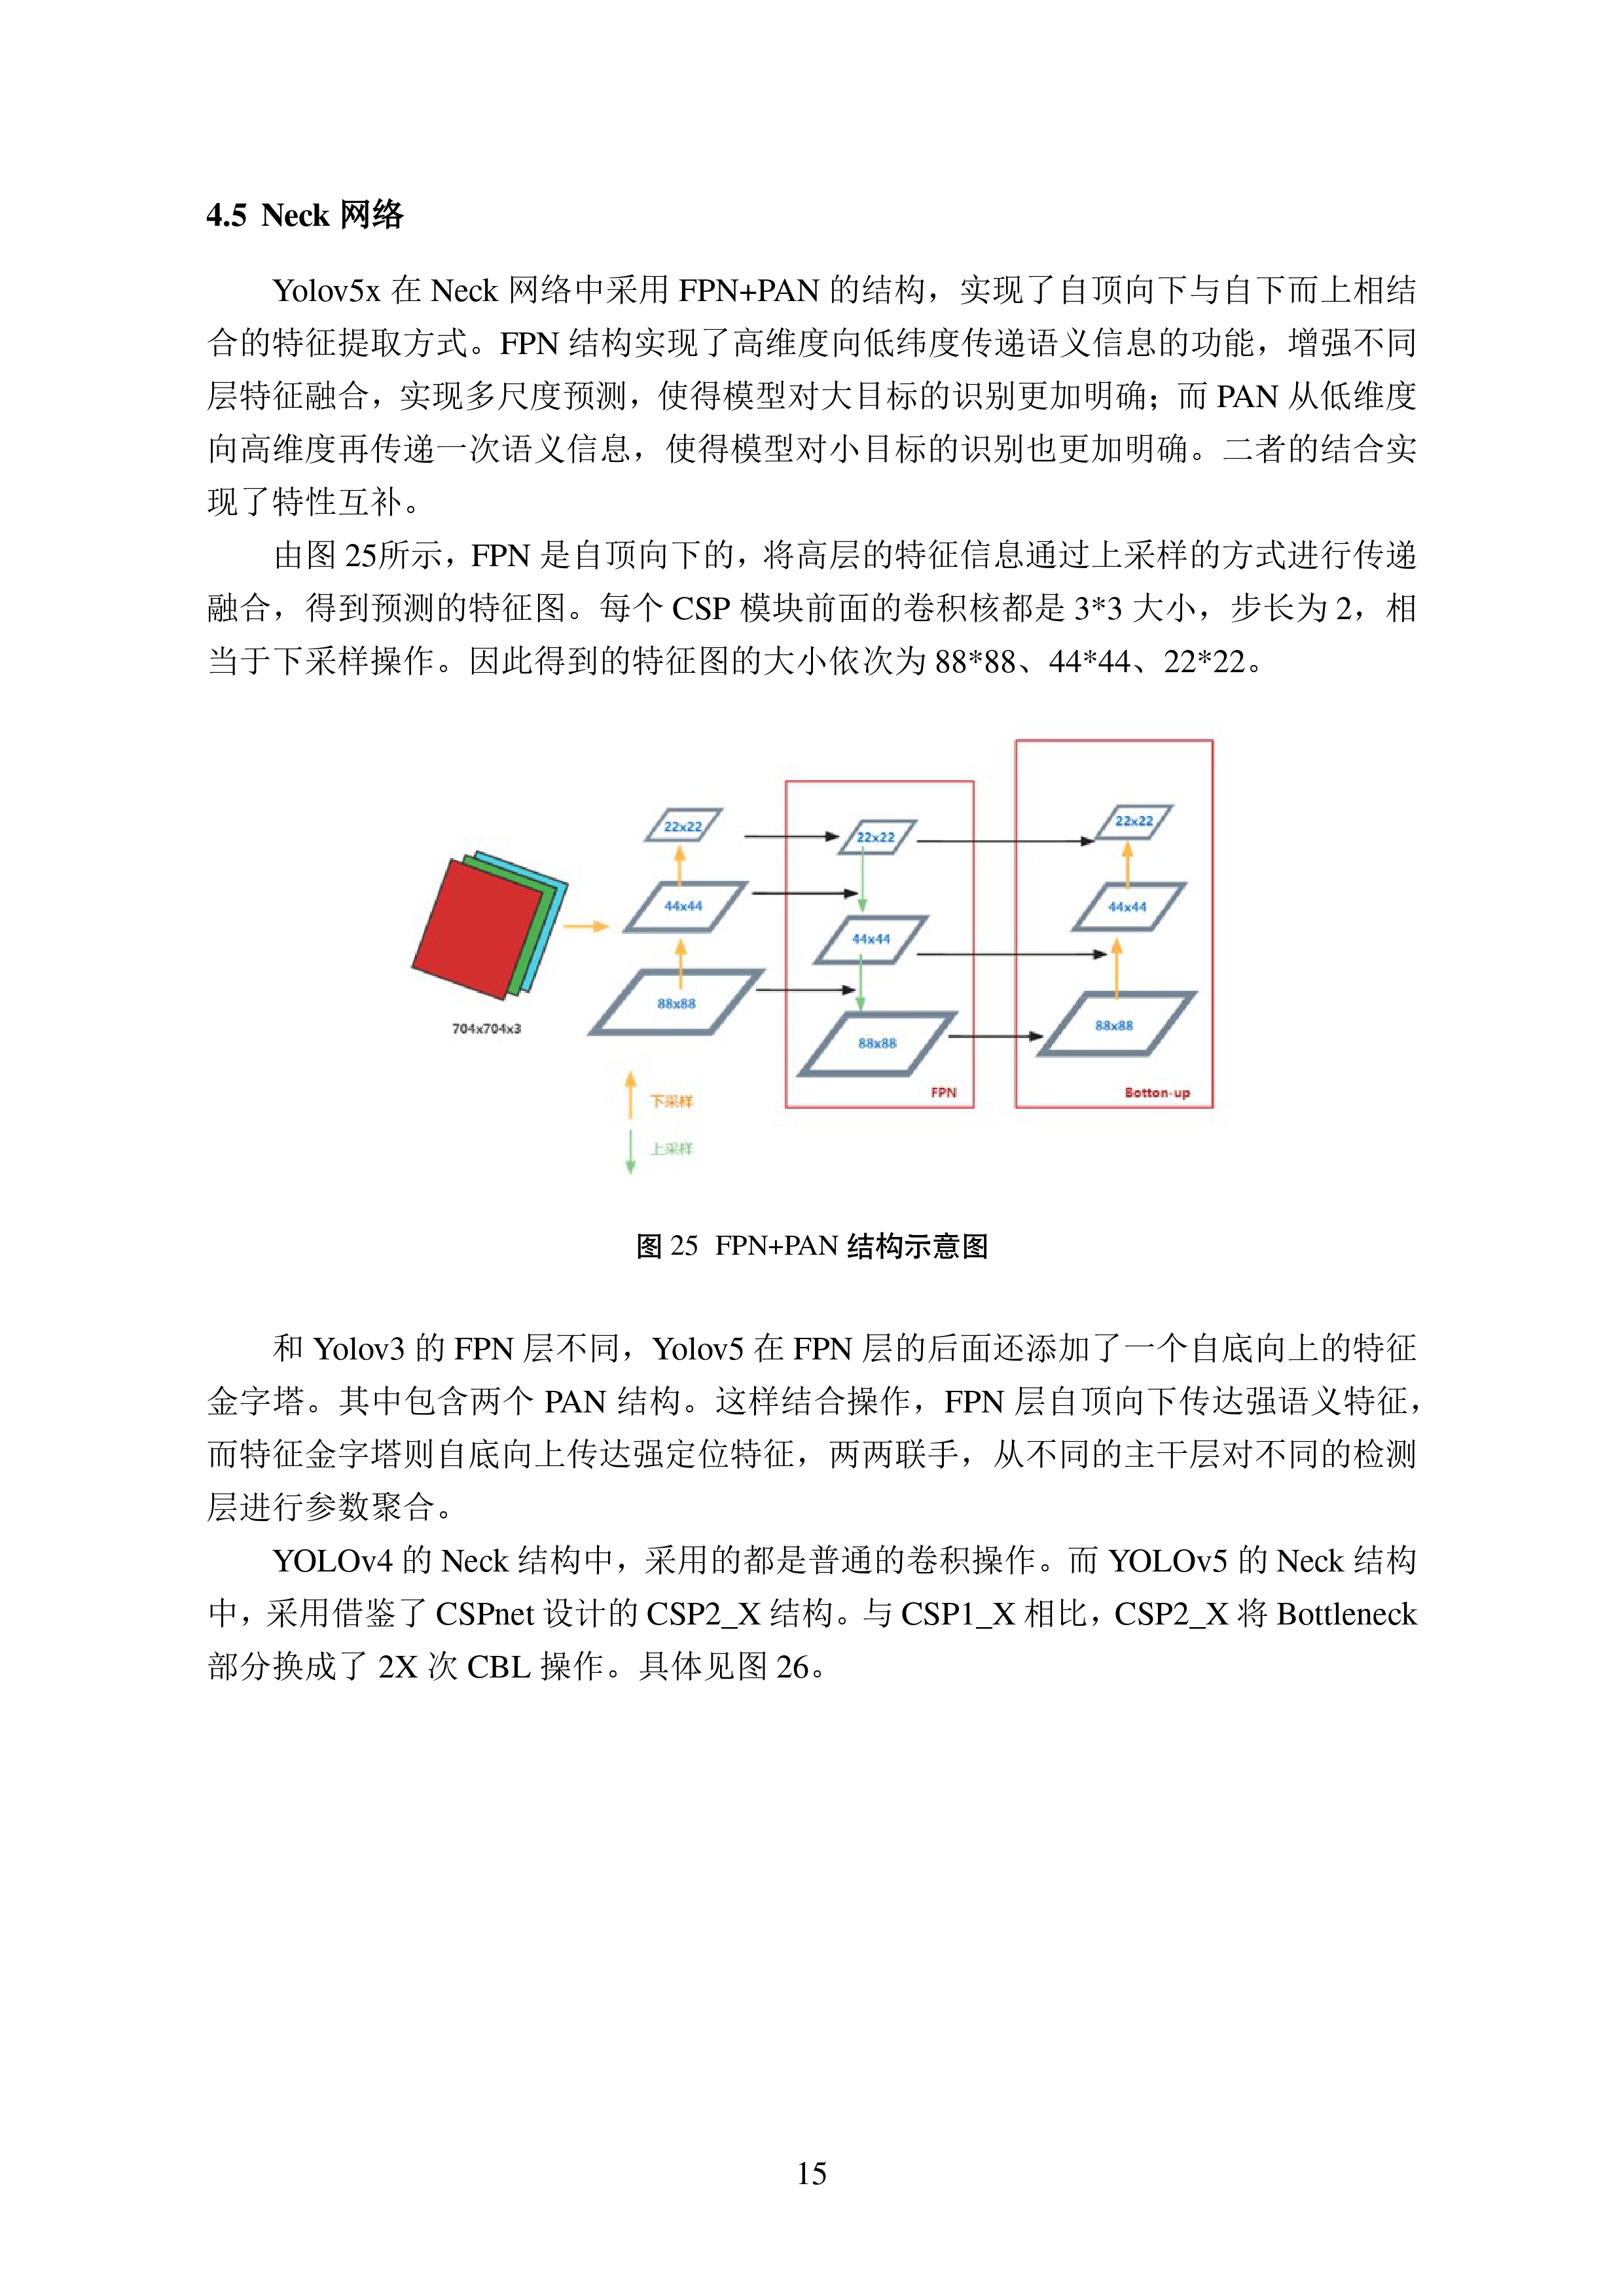 4.5 Neck 网络
Yolov5x 在 Neck 网络中采用 FPN+PAN 的结构，实现了自顶向下与自下而上相结
合的特征提取方式。FPN 结构实现了高维度向低纬度传递语义信息的功能，增强不同
层特征融合，实现多尺度预测，使得模型对大目标的识别更加明确；而 PAN 从低维度
向高维度再传递一次语义信息，使得模型对小目标的识别也更加明确。二者的结合实
现了特性互补。
由图 25所示，FPN 是自顶向下的，将高层的特征信息通过上采样的方式进行传递
融合，得到预测的特征图。每个 CSP 模块前面的卷积核都是 3*3 大小，步长为 2，相
当于下采样操作。因此得到的特征图的大小依次为 88*88、44*44、22*22。
22x22
44x44
88x88
704x704x3
下采样
上采样
22x22
44x44
88x88
FPN
22x22
44x44
88x88
Botton-up
图 25 FPN+PAN 结构示意图
和 Yolov3 的 FPN 层不同，Yolov5 在 FPN 层的后面还添加了一个自底向上的特征
金字塔。其中包含两个 PAN 结构。这样结合操作，FPN 层自顶向下传达强语义特征，
而特征金字塔则自底向上传达强定位特征，两两联手，从不同的主干层对不同的检测
层进行参数聚合。
YOLOv4 的 Neck 结构中，采用的都是普通的卷积操作。而 YOLOv5 的 Neck 结构
中，采用借鉴了 CSPnet 设计的 CSP2_X 结构。与 CSP1_X 相比，CSP2_X 将 Bottleneck
部分换成了 2X 次 CBL 操作。具体见图 26。
15